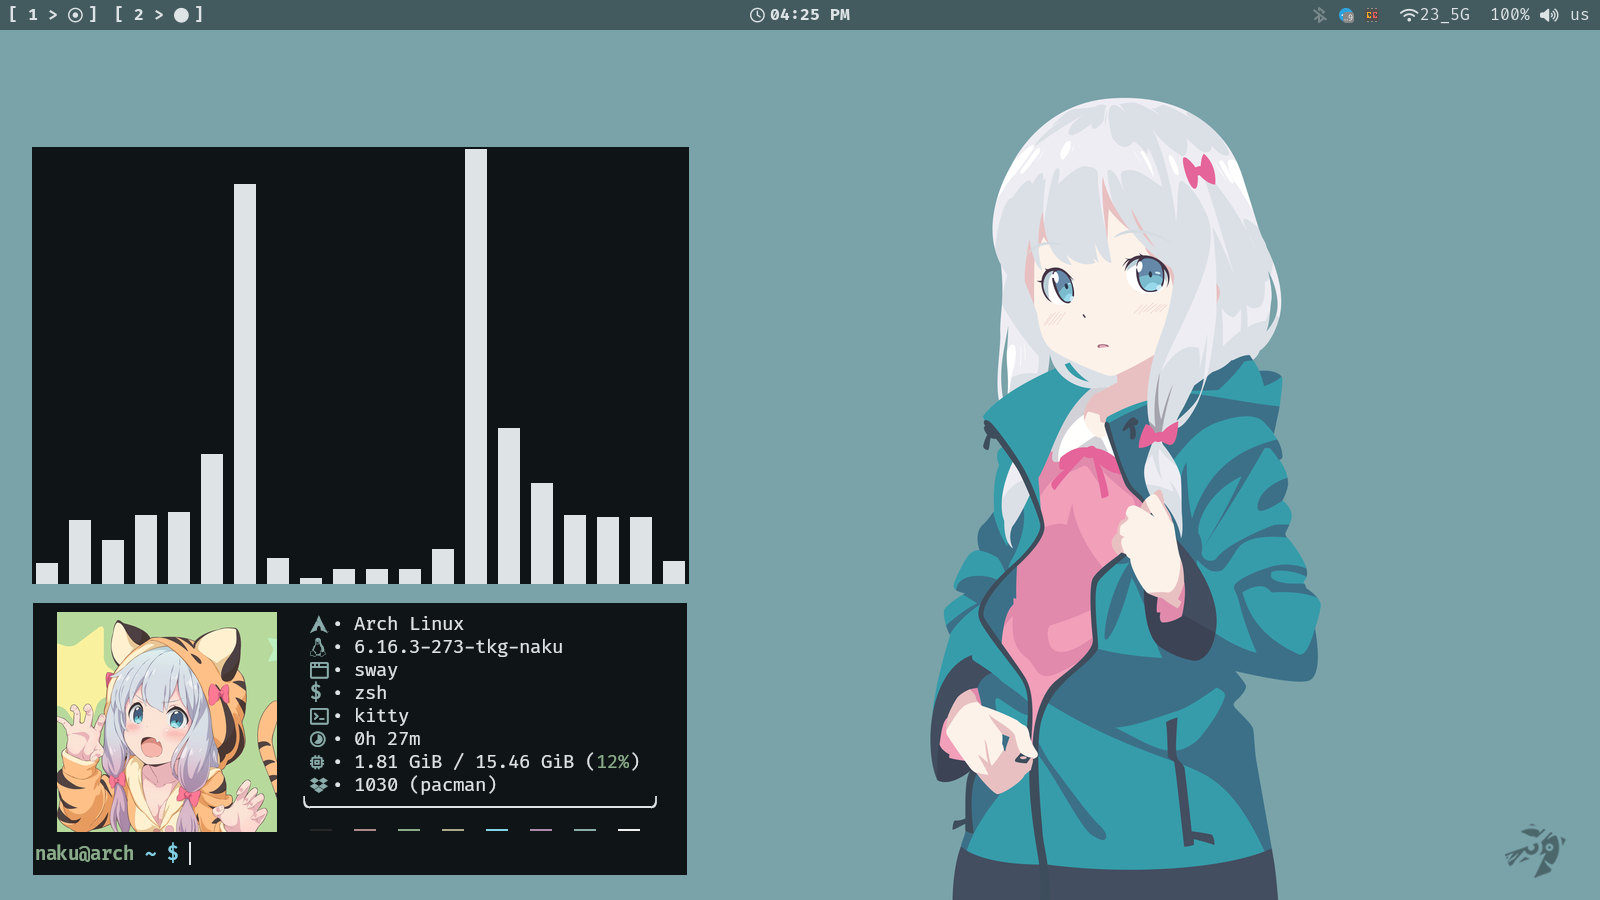 [ 1 > ] [ 2 > ]
04:25 PM
23_5G 100% us
Arch Linux
6.16.3-273-tkg-naku
sway
$ • zsh
kitty
0h 27m
1.81 GiB / 15.46 GiB (12%)
1030 (pacman)
naku@arch ~ $